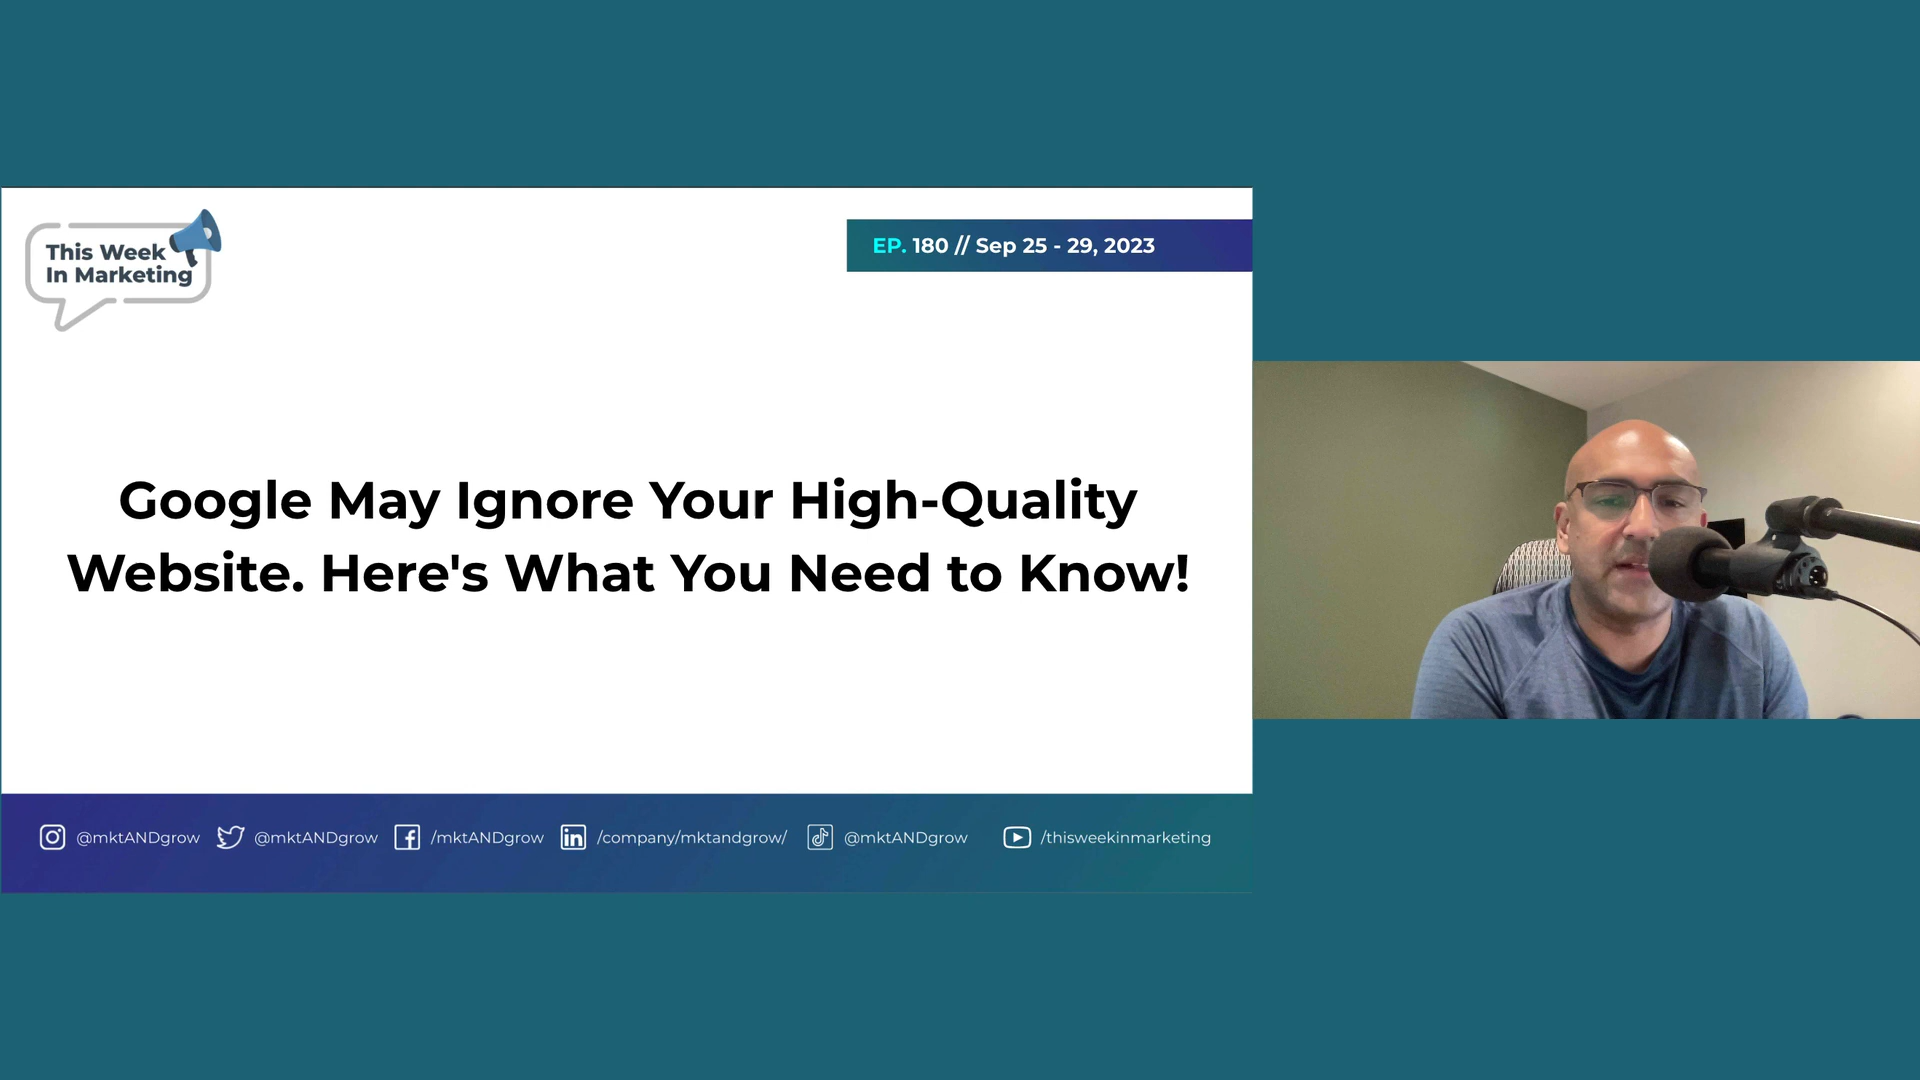 This Week
In Marketing
EP. 180 // Sep 25 - 29, 2023
Google May Ignore Your High-Quality
Website. Here's What You Need to Know!
@mktANDgrow @mktANDgrow /mktANDgrow /company/mktandgrow/ @mktANDgrow /thisweekinmarketing